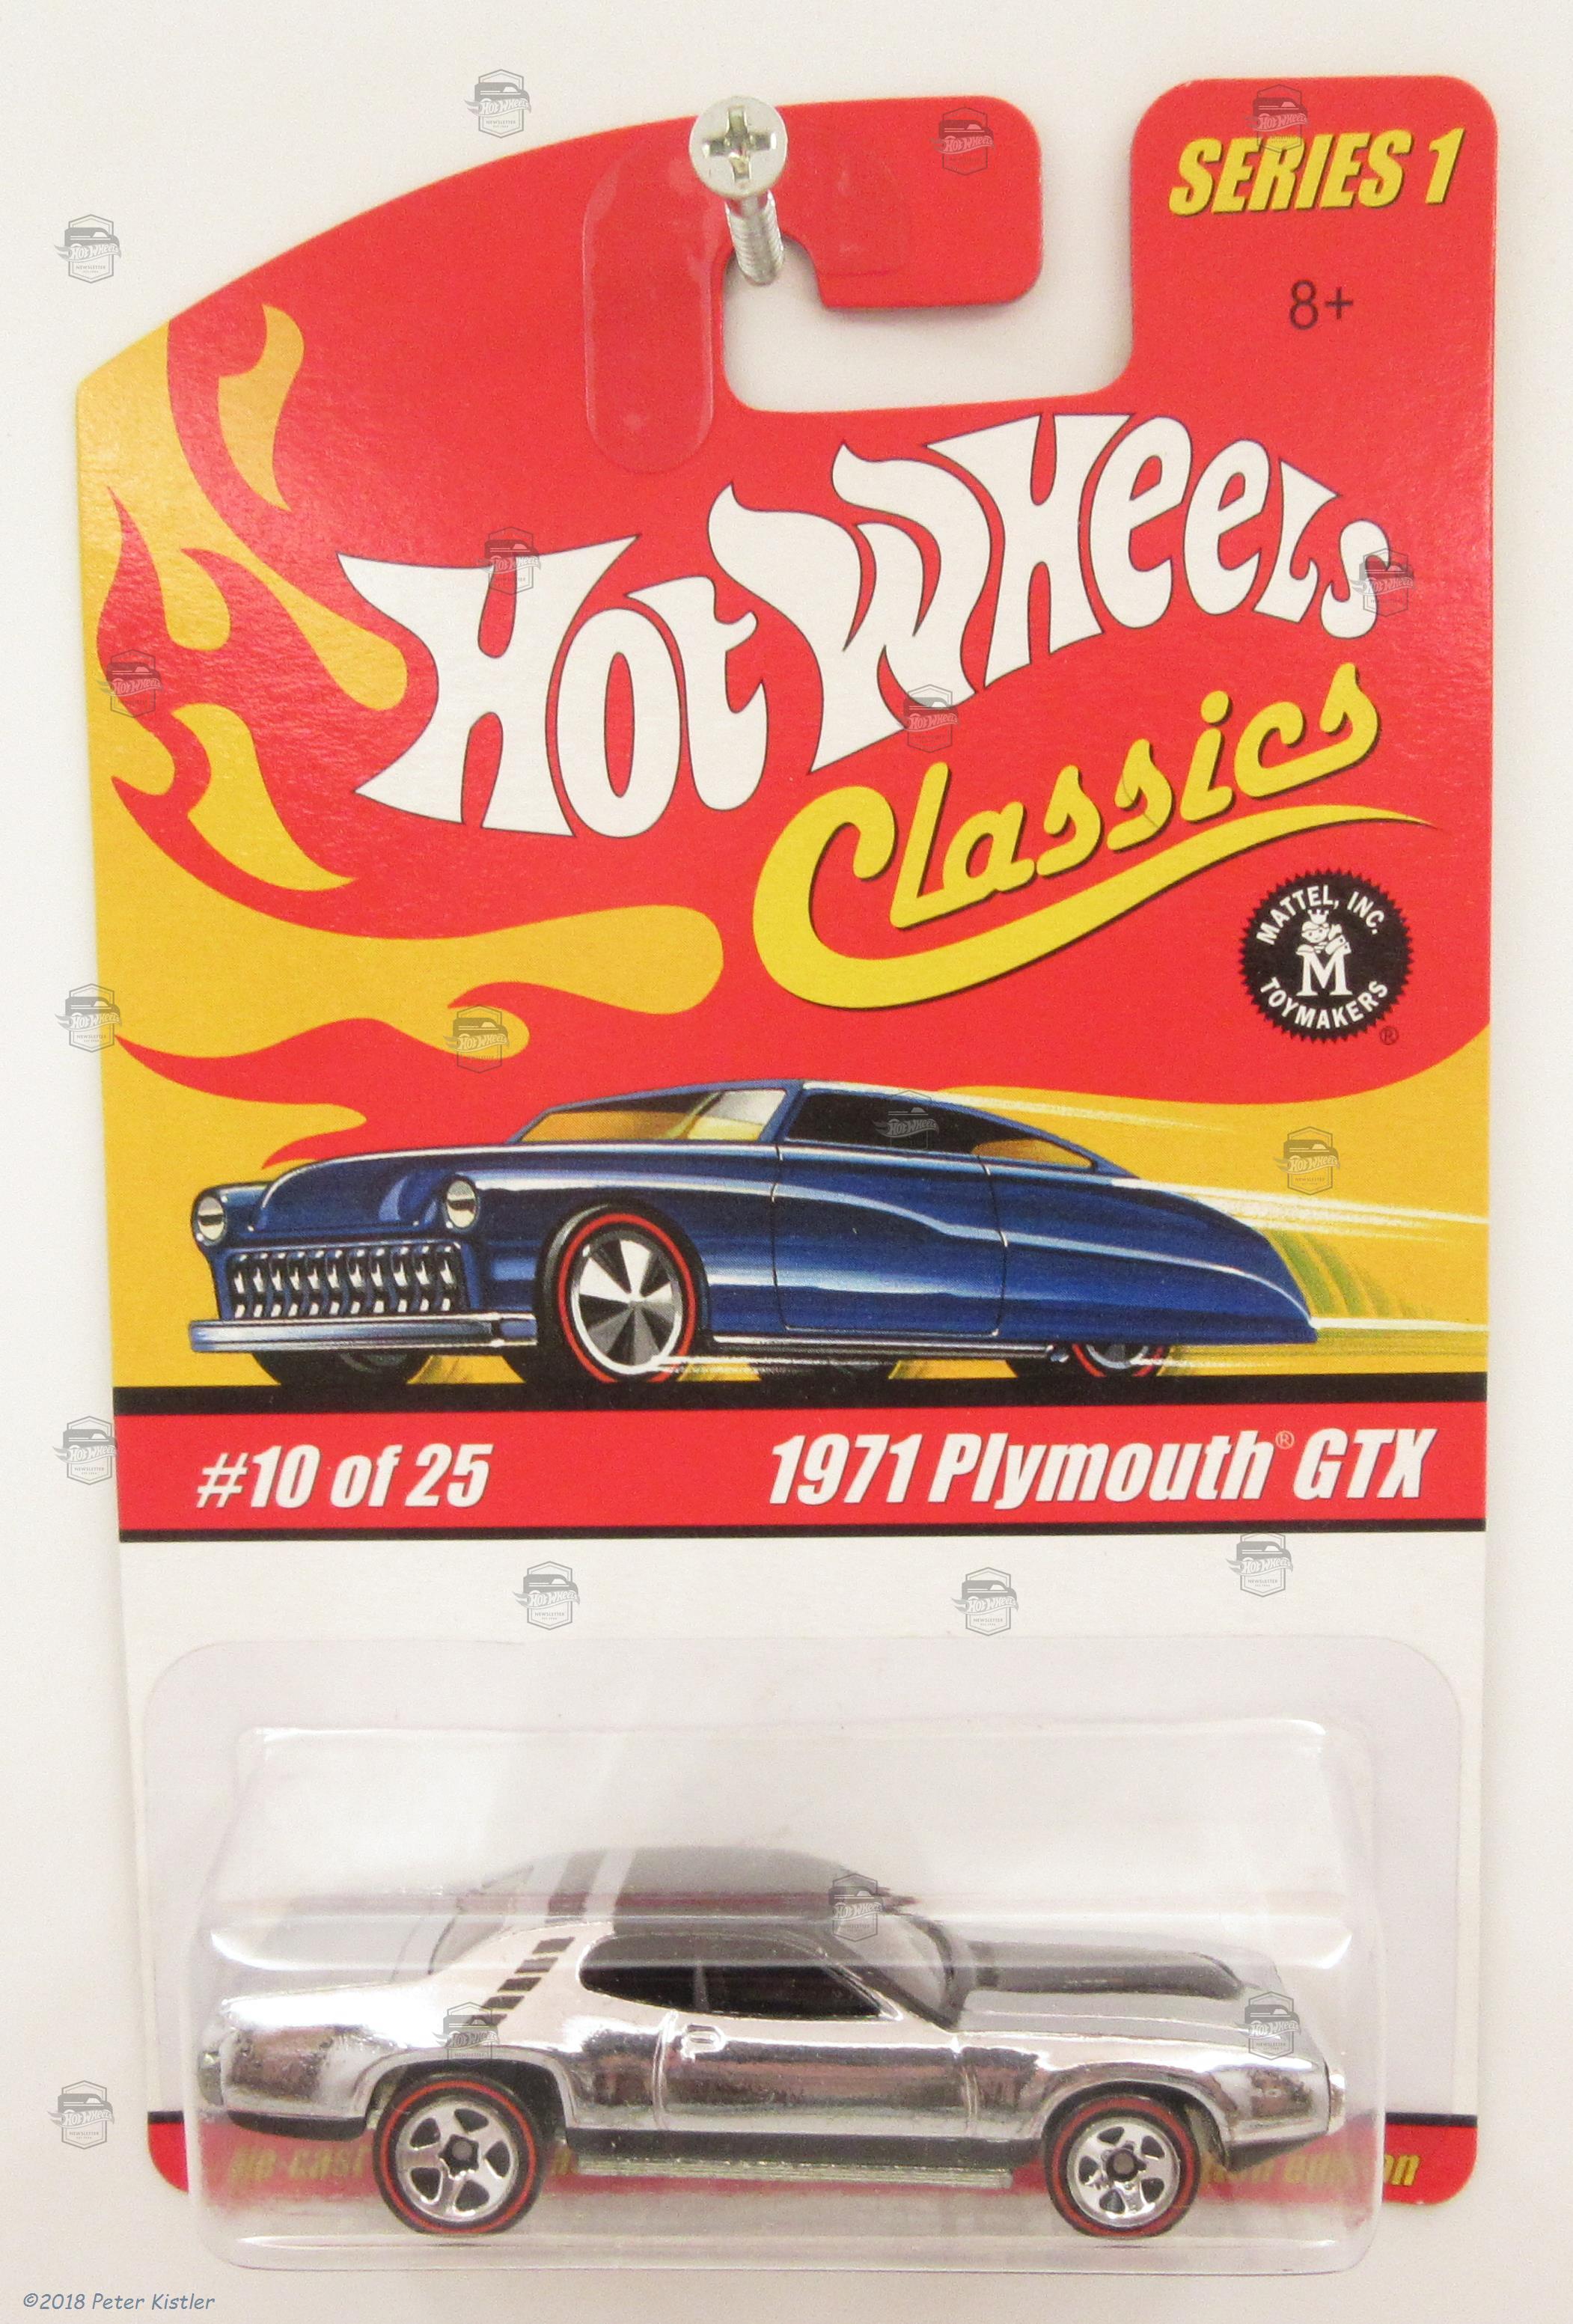 SERIES 1
8+
HOT WHEELS
Classics
MATTEL, INC.
M
TOYMAKERS
®
#10 of 25
1971 Plymouth® GTX
©2018 Peter Kistler